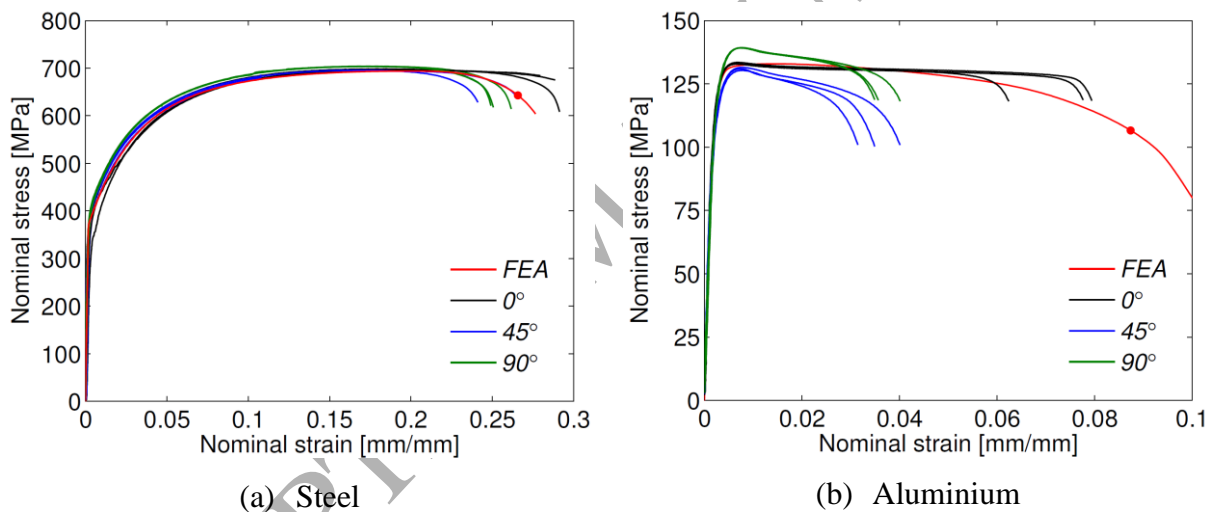 800
700
600
500
400
300
200
100
0
Nominal stress [MPa]
FEA
0°
45°
90°
0 0.05 0.1 0.15 0.2 0.25 0.3
Nominal strain [mm/mm]
(a) Steel
150
125
100
75
50
25
0
Nominal stress [MPa]
FEA
0°
45°
90°
0 0.02 0.04 0.06 0.08 0.1
Nominal strain [mm/mm]
(b) Aluminium